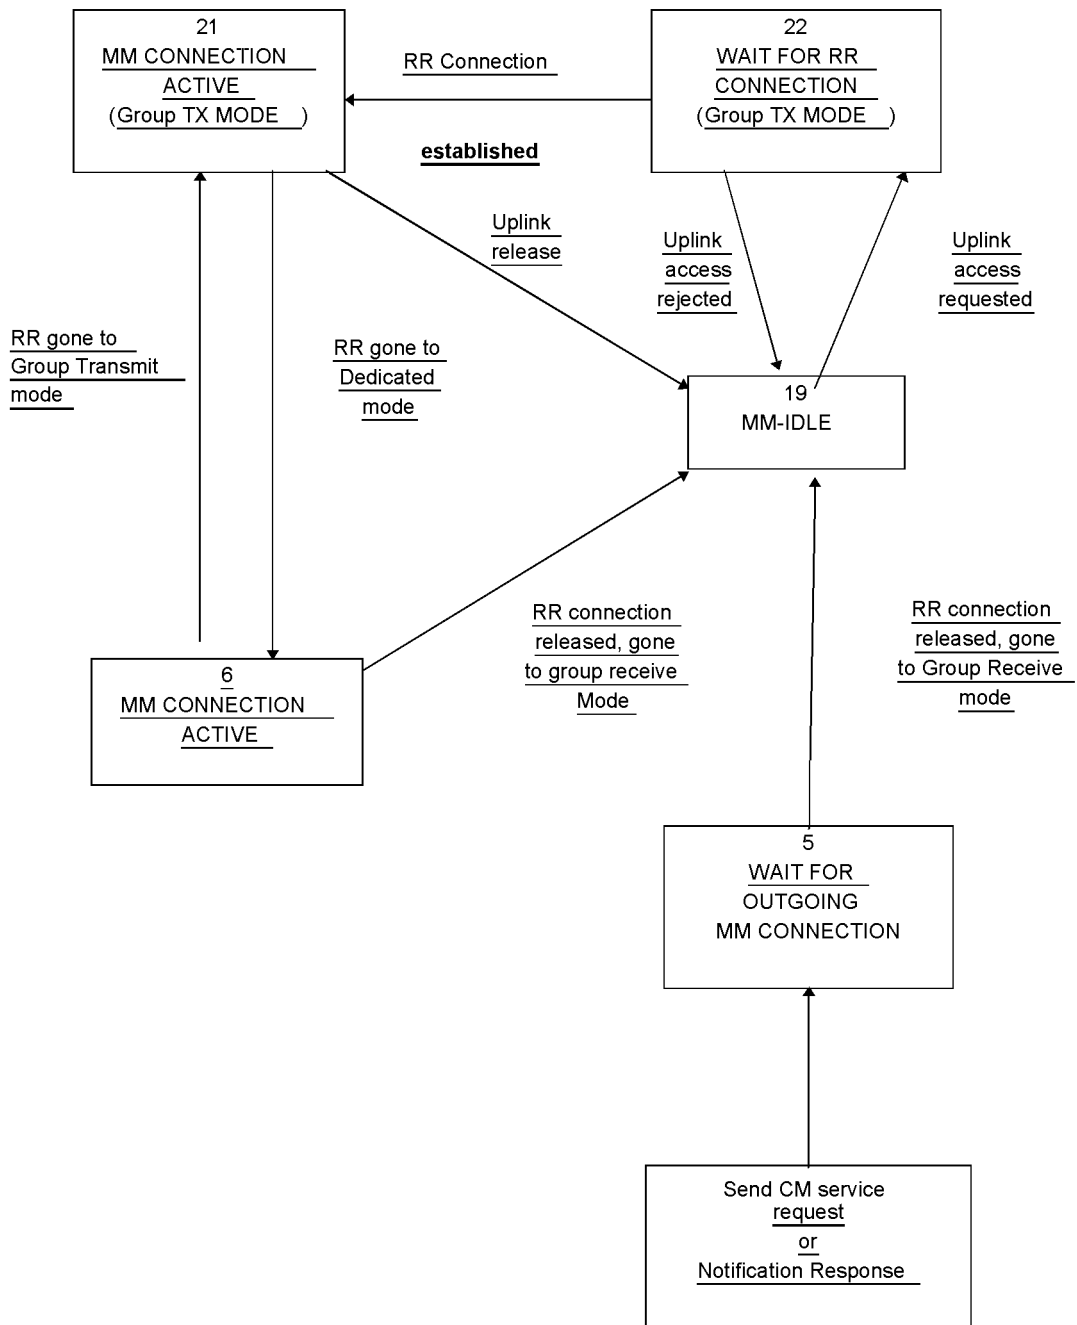 21
MM CONNECTION
ACTIVE
(Group TX MODE )
RR Connection
established
22
WAIT FOR RR
CONNECTION
(Group TX MODE )
Uplink
release
Uplink
access
rejected
Uplink
access
requested
RR gone to
Group Transmit
mode
RR gone to
Dedicated
mode
19
MM-IDLE
RR connection
released, gone
to group receive
Mode
RR connection
released, gone
to Group Receive
mode
6
MM CONNECTION
ACTIVE
5
WAIT FOR
OUTGOING
MM CONNECTION
Send CM service
request
or
Notification Response